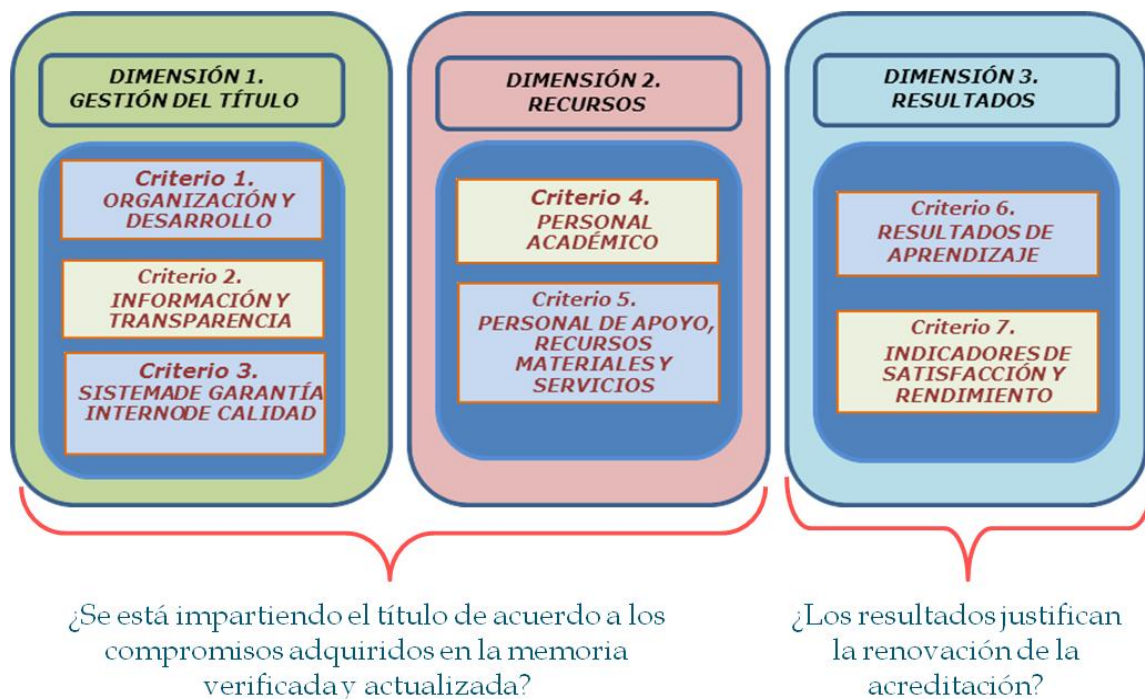 DIMENSIÓN 1.
GESTIÓN DEL TÍTULO
Criterio 1.
ORGANIZACIÓN Y
DESARROLLO
Criterio 2.
INFORMACIÓN Y
TRANSPARENCIA
Criterio 3.
SISTEMADE GARANTÍA
INTERNODE CALIDAD
DIMENSIÓN 2.
RECURSOS
Criterio 4.
PERSONAL
ACADÉMICO
Criterio 5.
PERSONAL DE APOYO,
RECURSOS
MATERIALES Y
SERVICIOS
DIMENSIÓN 3.
RESULTADOS
Criterio 6.
RESULTADOS DE
APRENDIZAJE
Criterio 7.
INDICADORES DE
SATISFACCIÓN Y
RENDIMIENTO
¿Se está impartiendo el título de acuerdo a los
compromisos adquiridos en la memoria
verificada y actualizada?
¿Los resultados justifican
la renovación de la
acreditación?